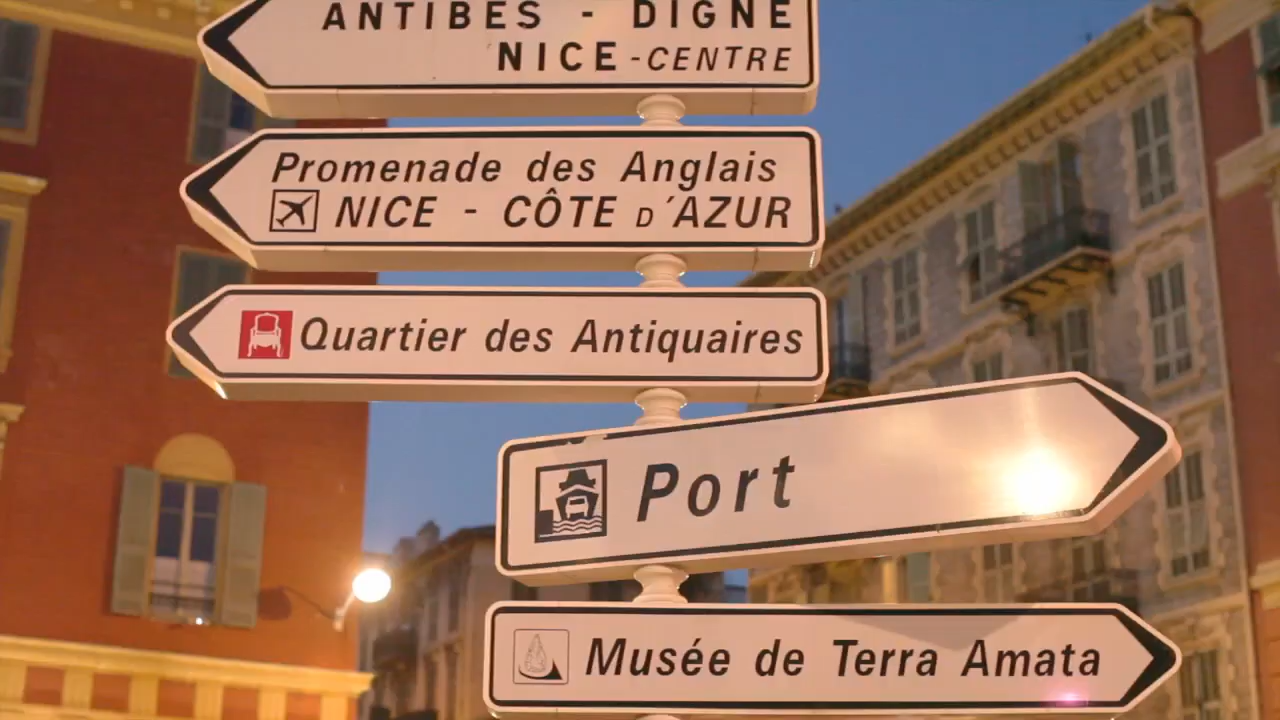 ANTIBES - DIGNE
NICE-CENTRE
Promenade des Anglais
NICE - CÔTE D'AZUR
Quartier des Antiquaires
Port
Musée de Terra Amata